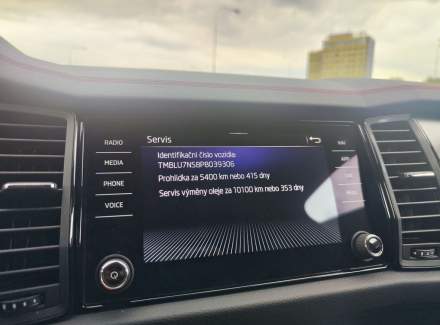 RADIO
MEDIA
PHONE
VOICE
Servis
Identifikační číslo vozidla:
TMBLU7NS8P8039306
Prohlídka za 5400 km nebo 415 dny
Servis výměny oleje za 10100 km nebo 353 dny
NAV